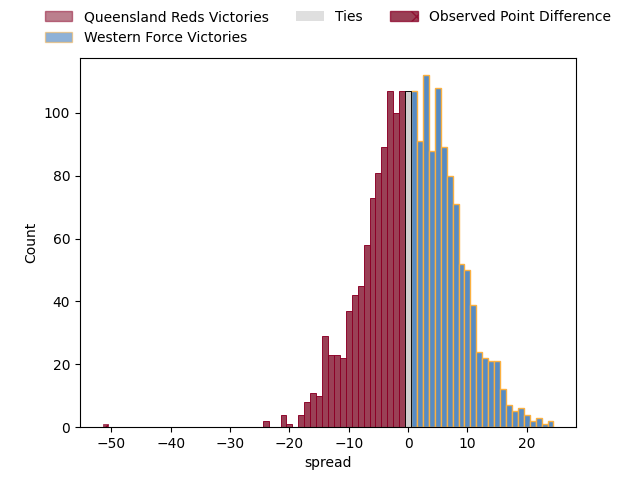 Queensland Reds Victories
Western Force Victories
Ties
Observed Point Difference
Count
100
80
60
40
20
0
−50 −40 −30 −20 −10 0 10 20
spread